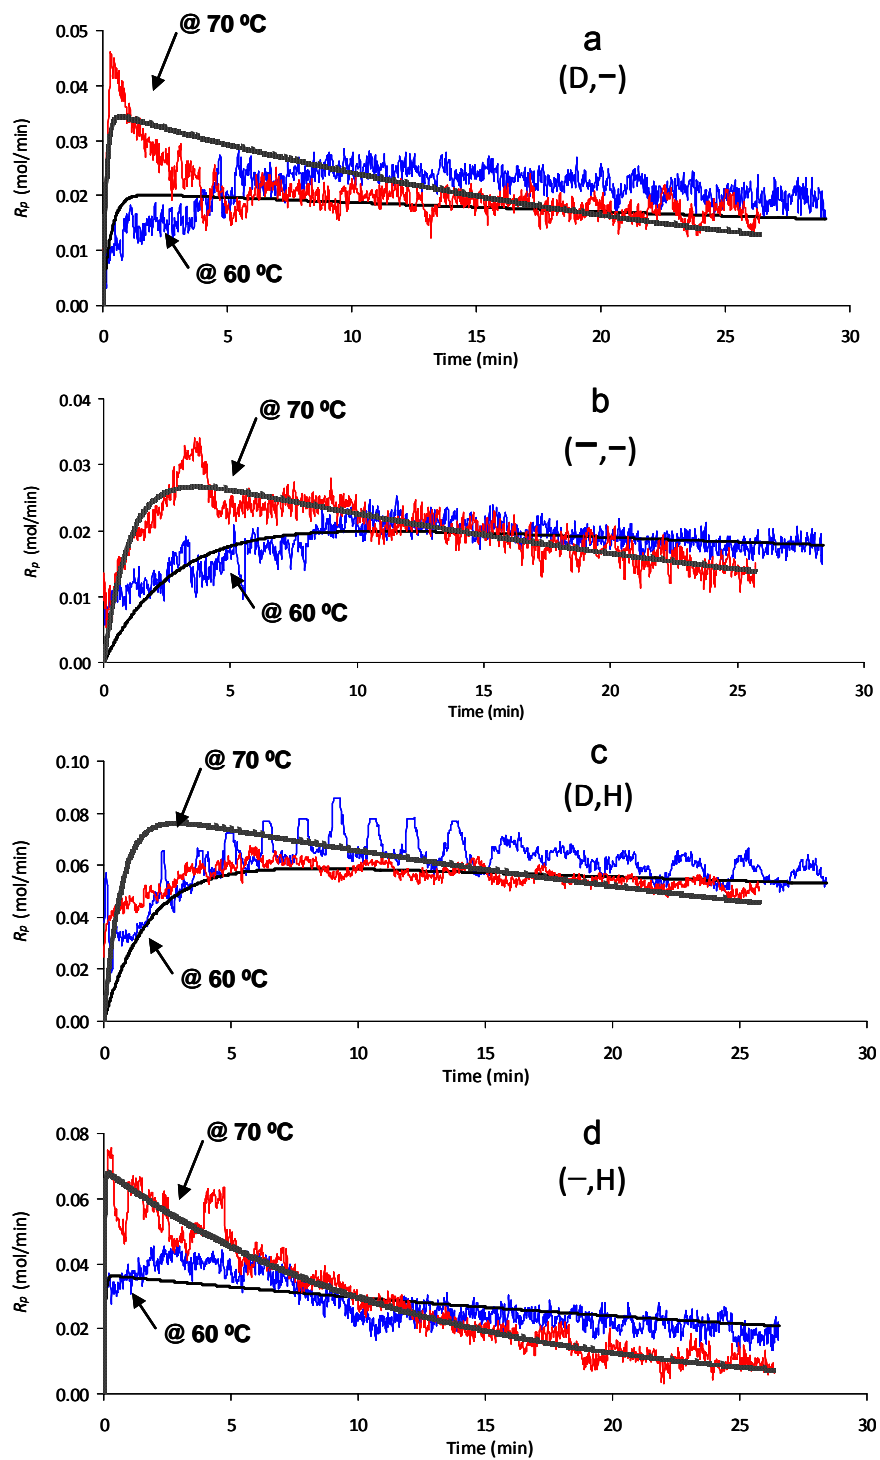 a
(D,−)
@ 70 ºC
@ 60 ºC
Rp (mol/min)
0.05
0.04
0.03
0.02
0.01
0.00
0 5 10 15 20 25 30
Time (min)
b
(−,−)
@ 70 ºC
@ 60 ºC
Rp (mol/min)
0.04
0.03
0.02
0.01
0.00
0 5 10 15 20 25 30
Time (min)
c
(D,H)
@ 70 ºC
@ 60 ºC
Rp (mol/min)
0.10
0.08
0.06
0.04
0.02
0.00
0 5 10 15 20 25 30
Time (min)
d
(−,H)
@ 70 ºC
@ 60 ºC
Rp (mol/min)
0.08
0.06
0.04
0.02
0.00
0 5 10 15 20 25 30
Time (min)